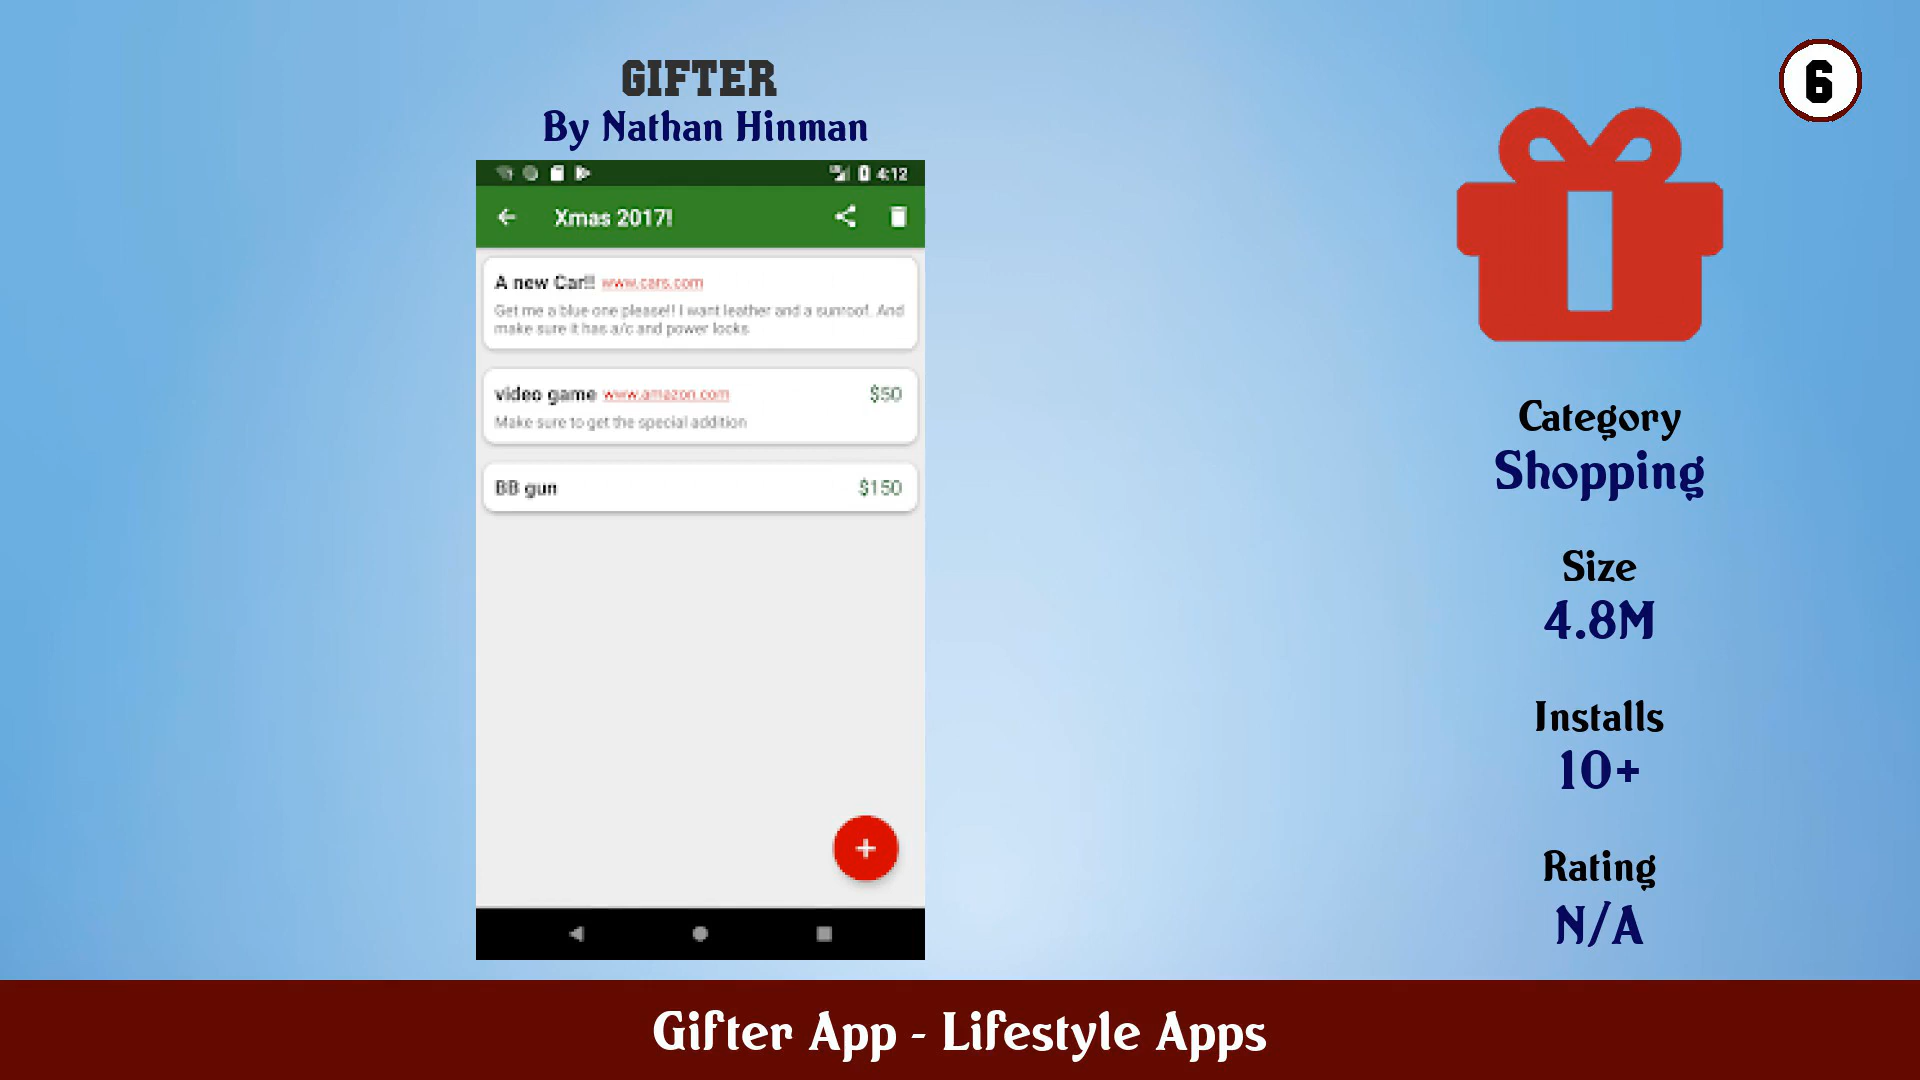 GIFTER
6
By Nathan Hinman
4:12
Xmas 2017!
A new Car!! www.cars.com
Get me a blue one please!! I want leather and a sunroof. And
make sure it has a/c and power locks
video game www.amazon.com $50
Make sure to get the special addition
BB gun $150
+
Category
Shopping
Size
4.8M
Installs
10+
Rating
N/A
Gifter App - Lifestyle Apps